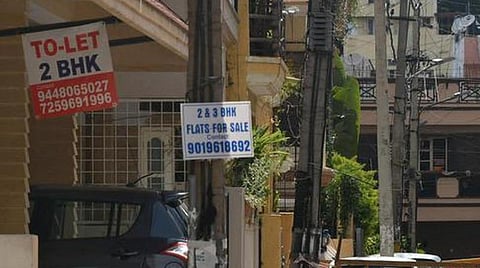 TO-LET
2 BHK
9448065027
7259691996
2 & 3 BHK
FLATS FOR SALE
Contact
9019618692